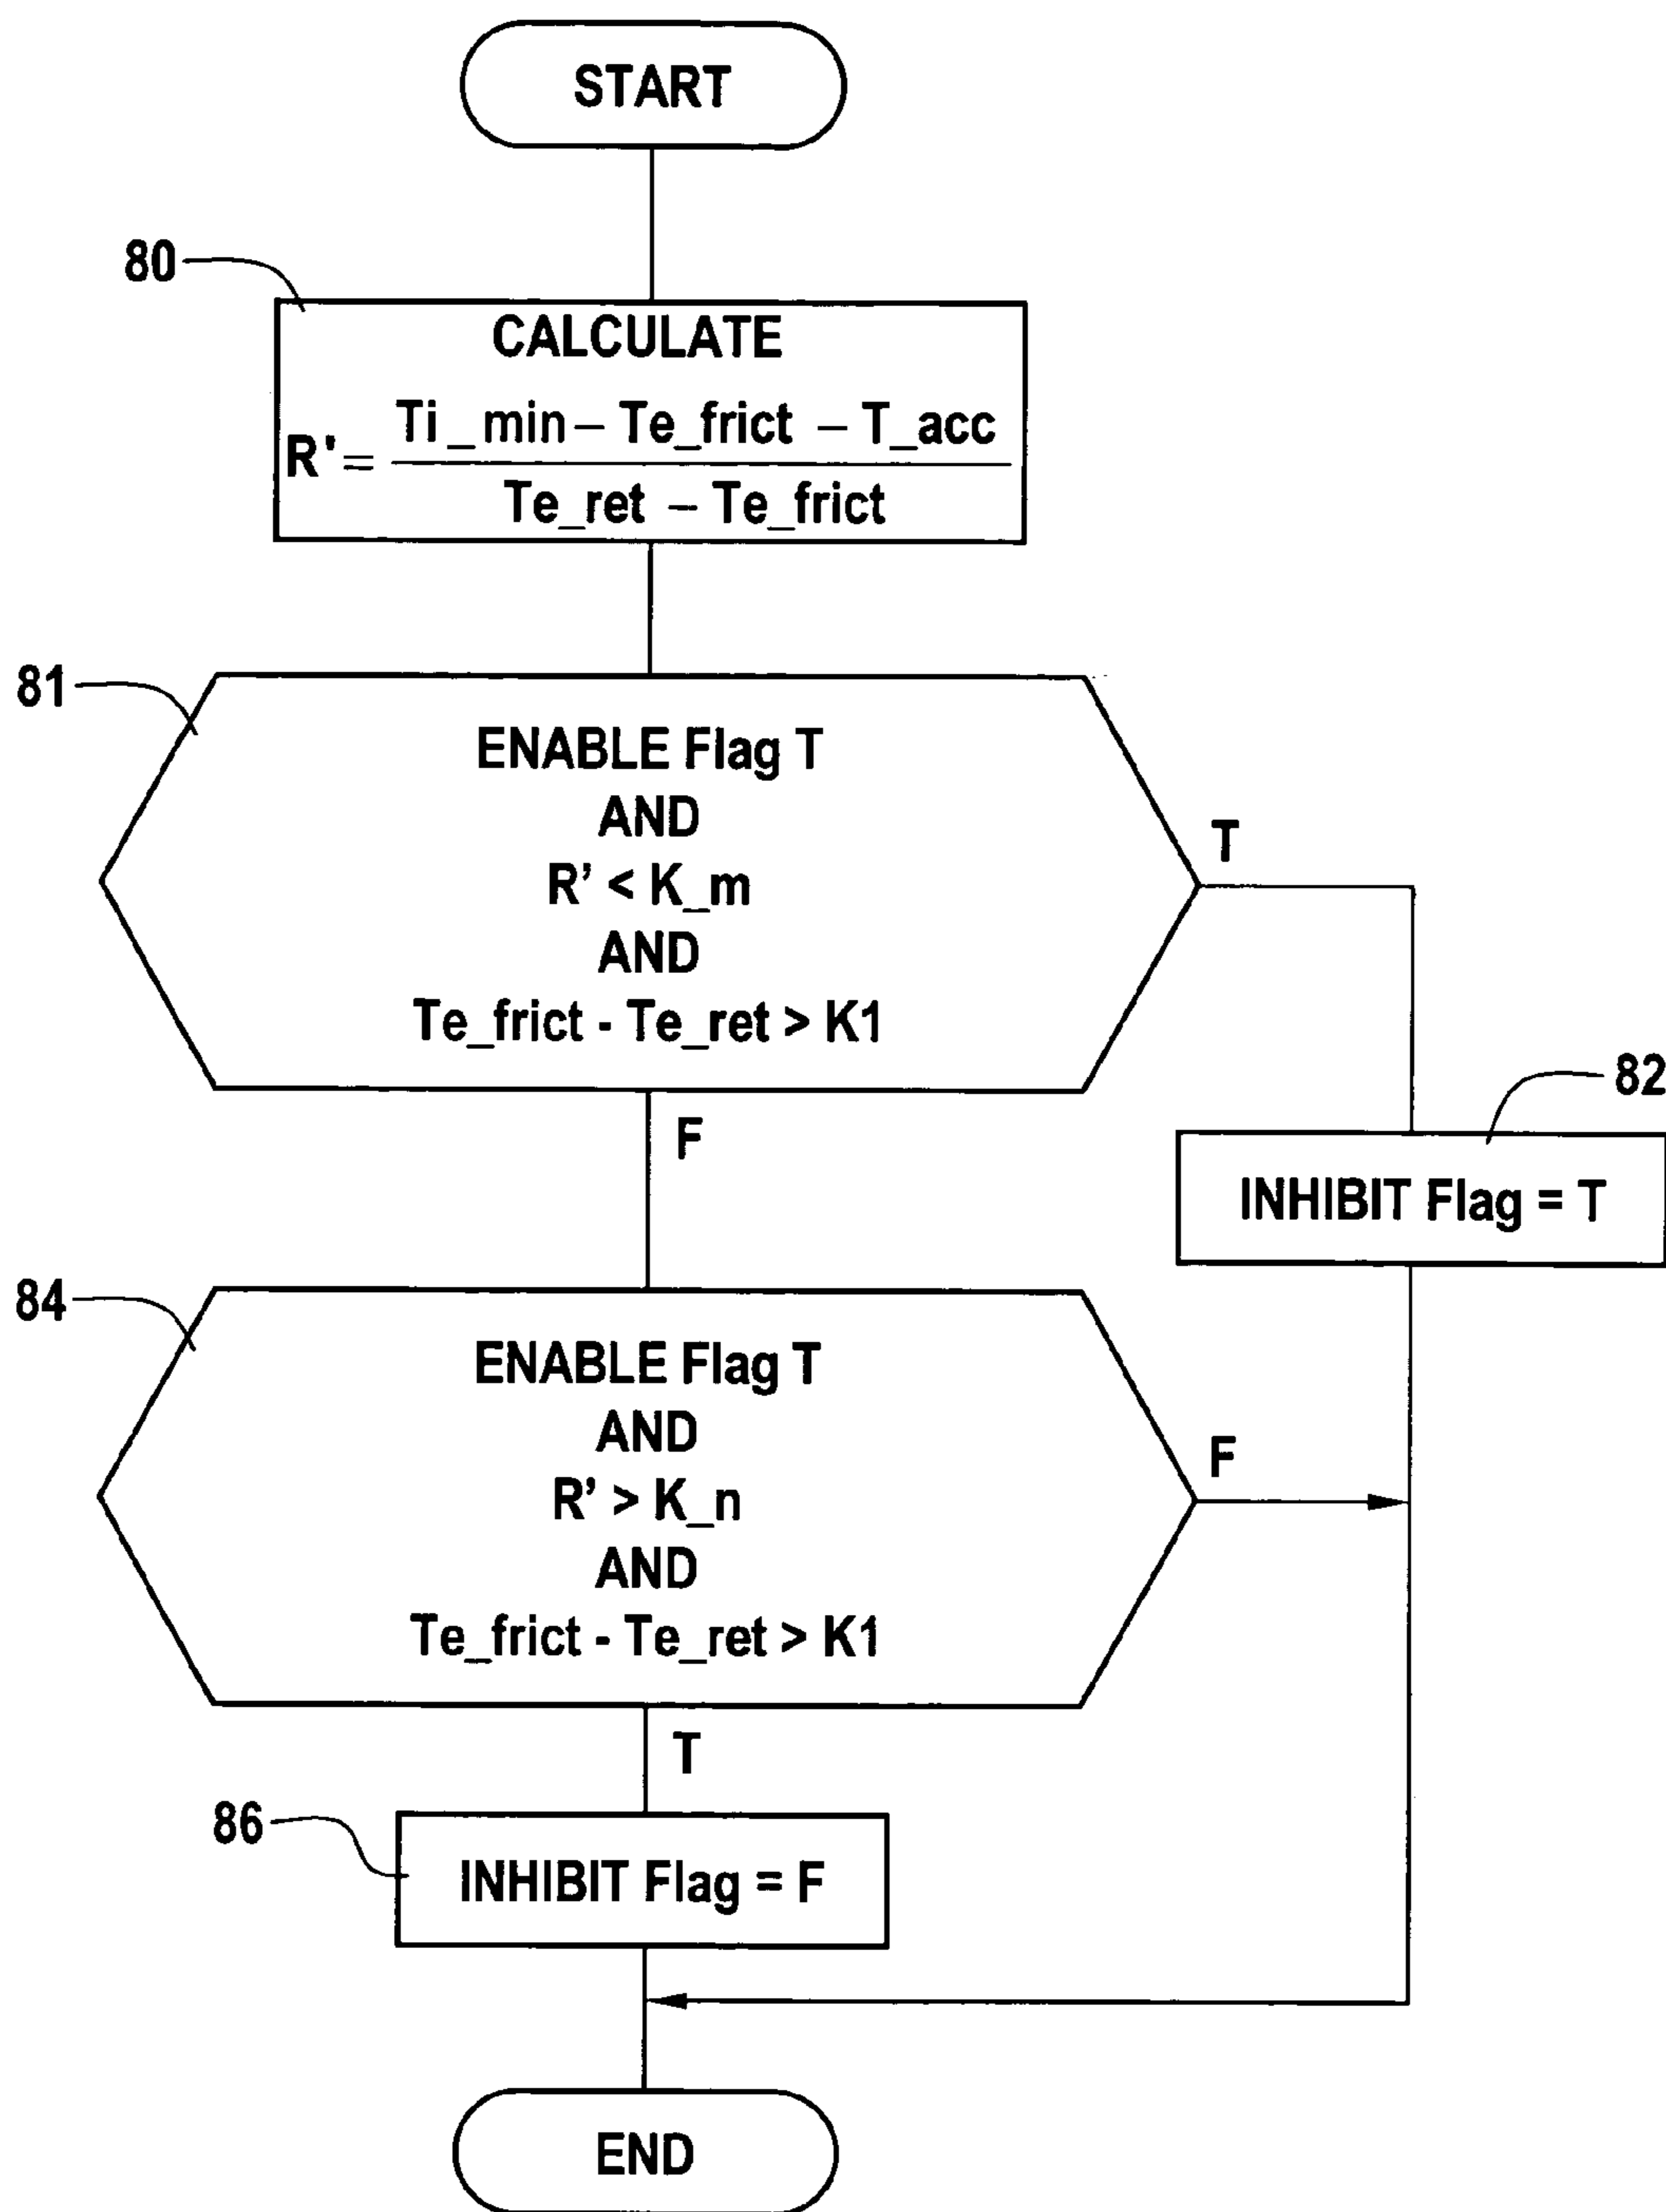 START
80
CALCULATE
R' = Ti_min – Te_frict – T_acc
Te_ret – Te_frict
81
ENABLE Flag T
AND
R' < K_m
AND
Te_frict - Te_ret > K1
T
82
F
INHIBIT Flag = T
84
ENABLE Flag T
AND
R' > K_n
AND
Te_frict - Te_ret > K1
F
T
86
INHIBIT Flag = F
END